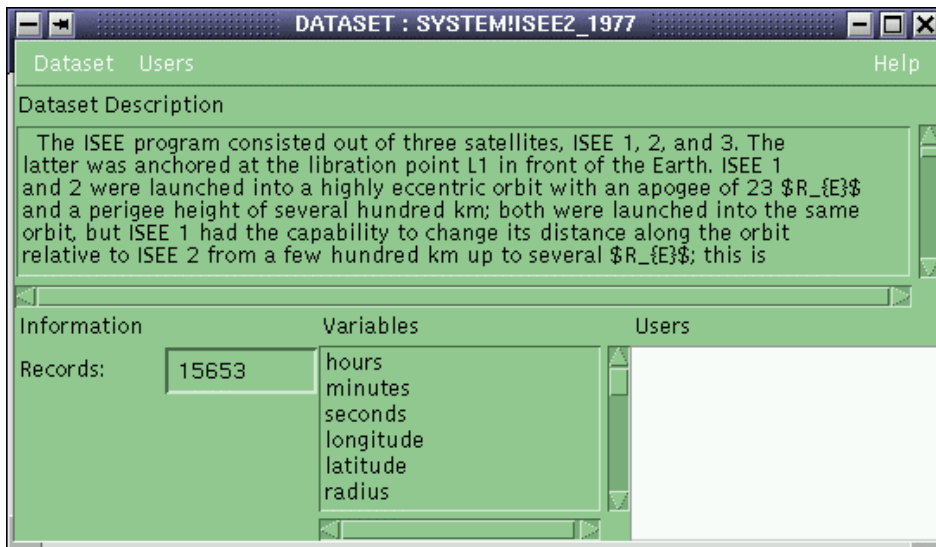 DATASET : SYSTEM!ISEE2_1977
Dataset Users Help
Dataset Description
The ISEE program consisted out of three satellites, ISEE 1, 2, and 3. The
latter was anchored at the libration point L1 in front of the Earth. ISEE 1
and 2 were launched into a highly eccentric orbit with an apogee of 23 $R_{E}$
and a perigee height of several hundred km; both were launched into the same
orbit, but ISEE 1 had the capability to change its distance along the orbit
relative to ISEE 2 from a few hundred km up to several $R_{E}$; this is
Information Variables Users
Records: 15653
hours
minutes
seconds
longitude
latitude
radius